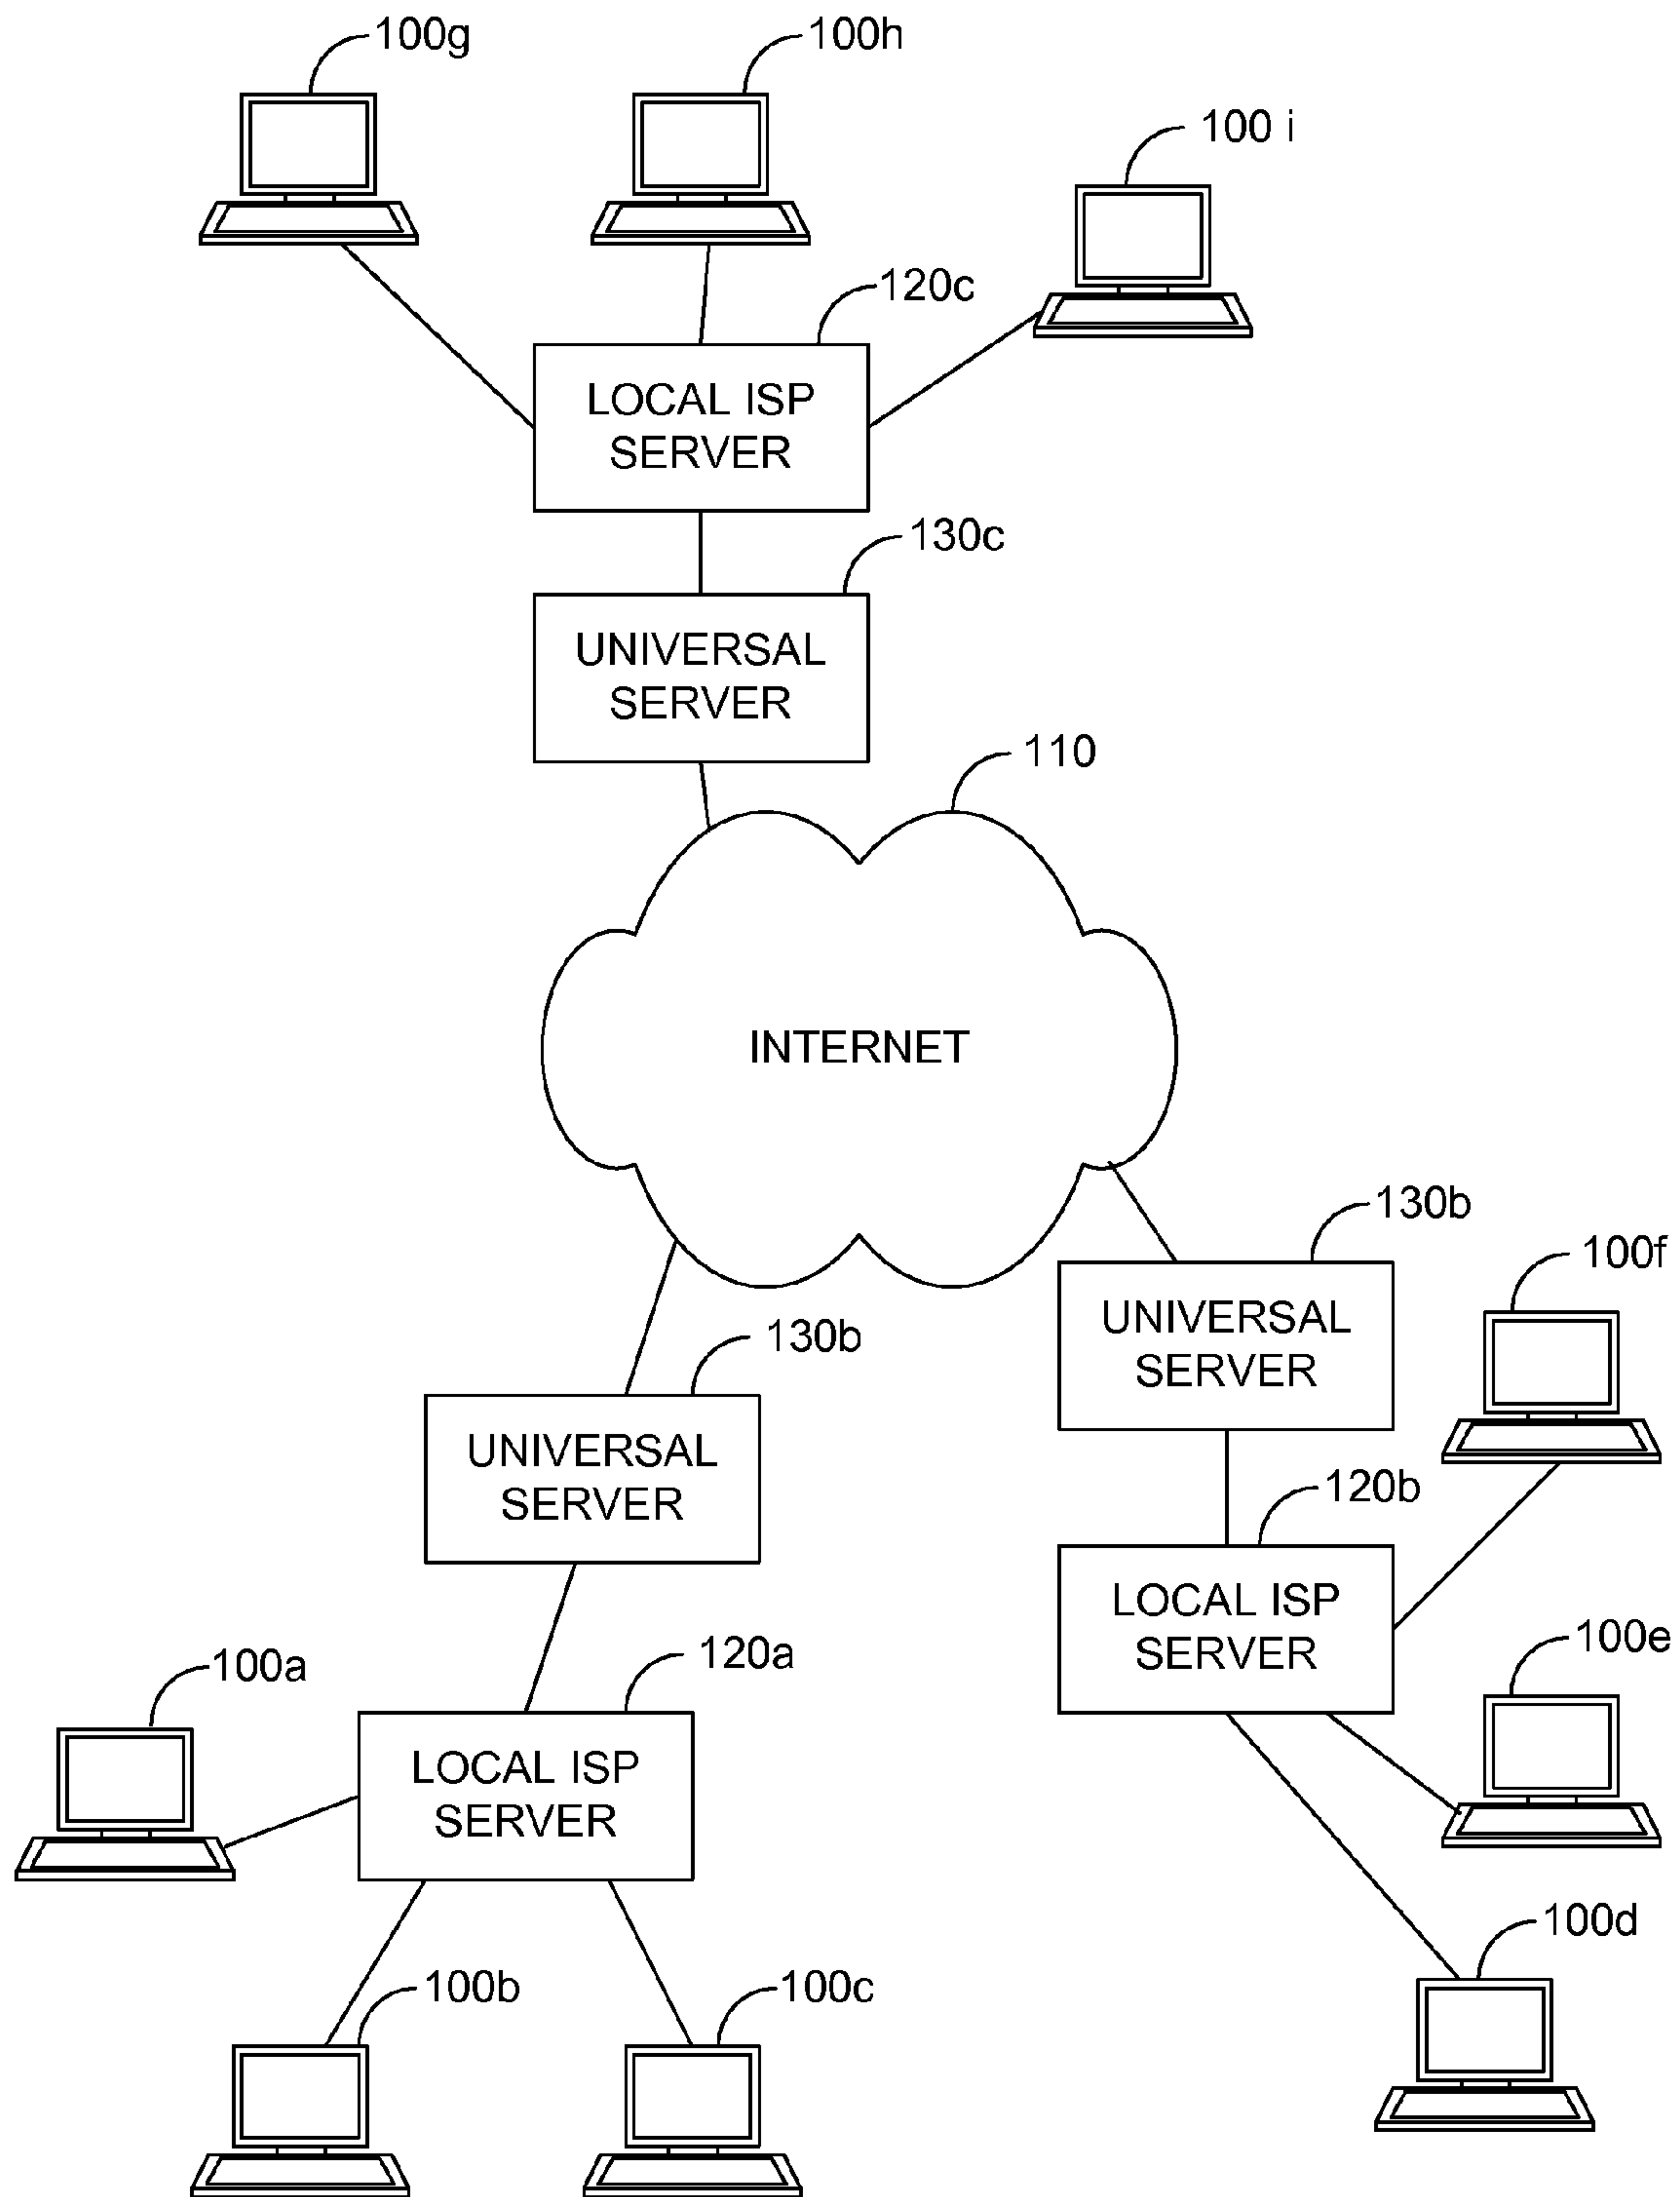 100g
100h
100 i
120c
LOCAL ISP
SERVER
130c
UNIVERSAL
SERVER
110
INTERNET
130b
100f
UNIVERSAL
SERVER
130b
UNIVERSAL
SERVER
120b
LOCAL ISP
SERVER
100e
120a
100a
LOCAL ISP
SERVER
100d
100b
100c